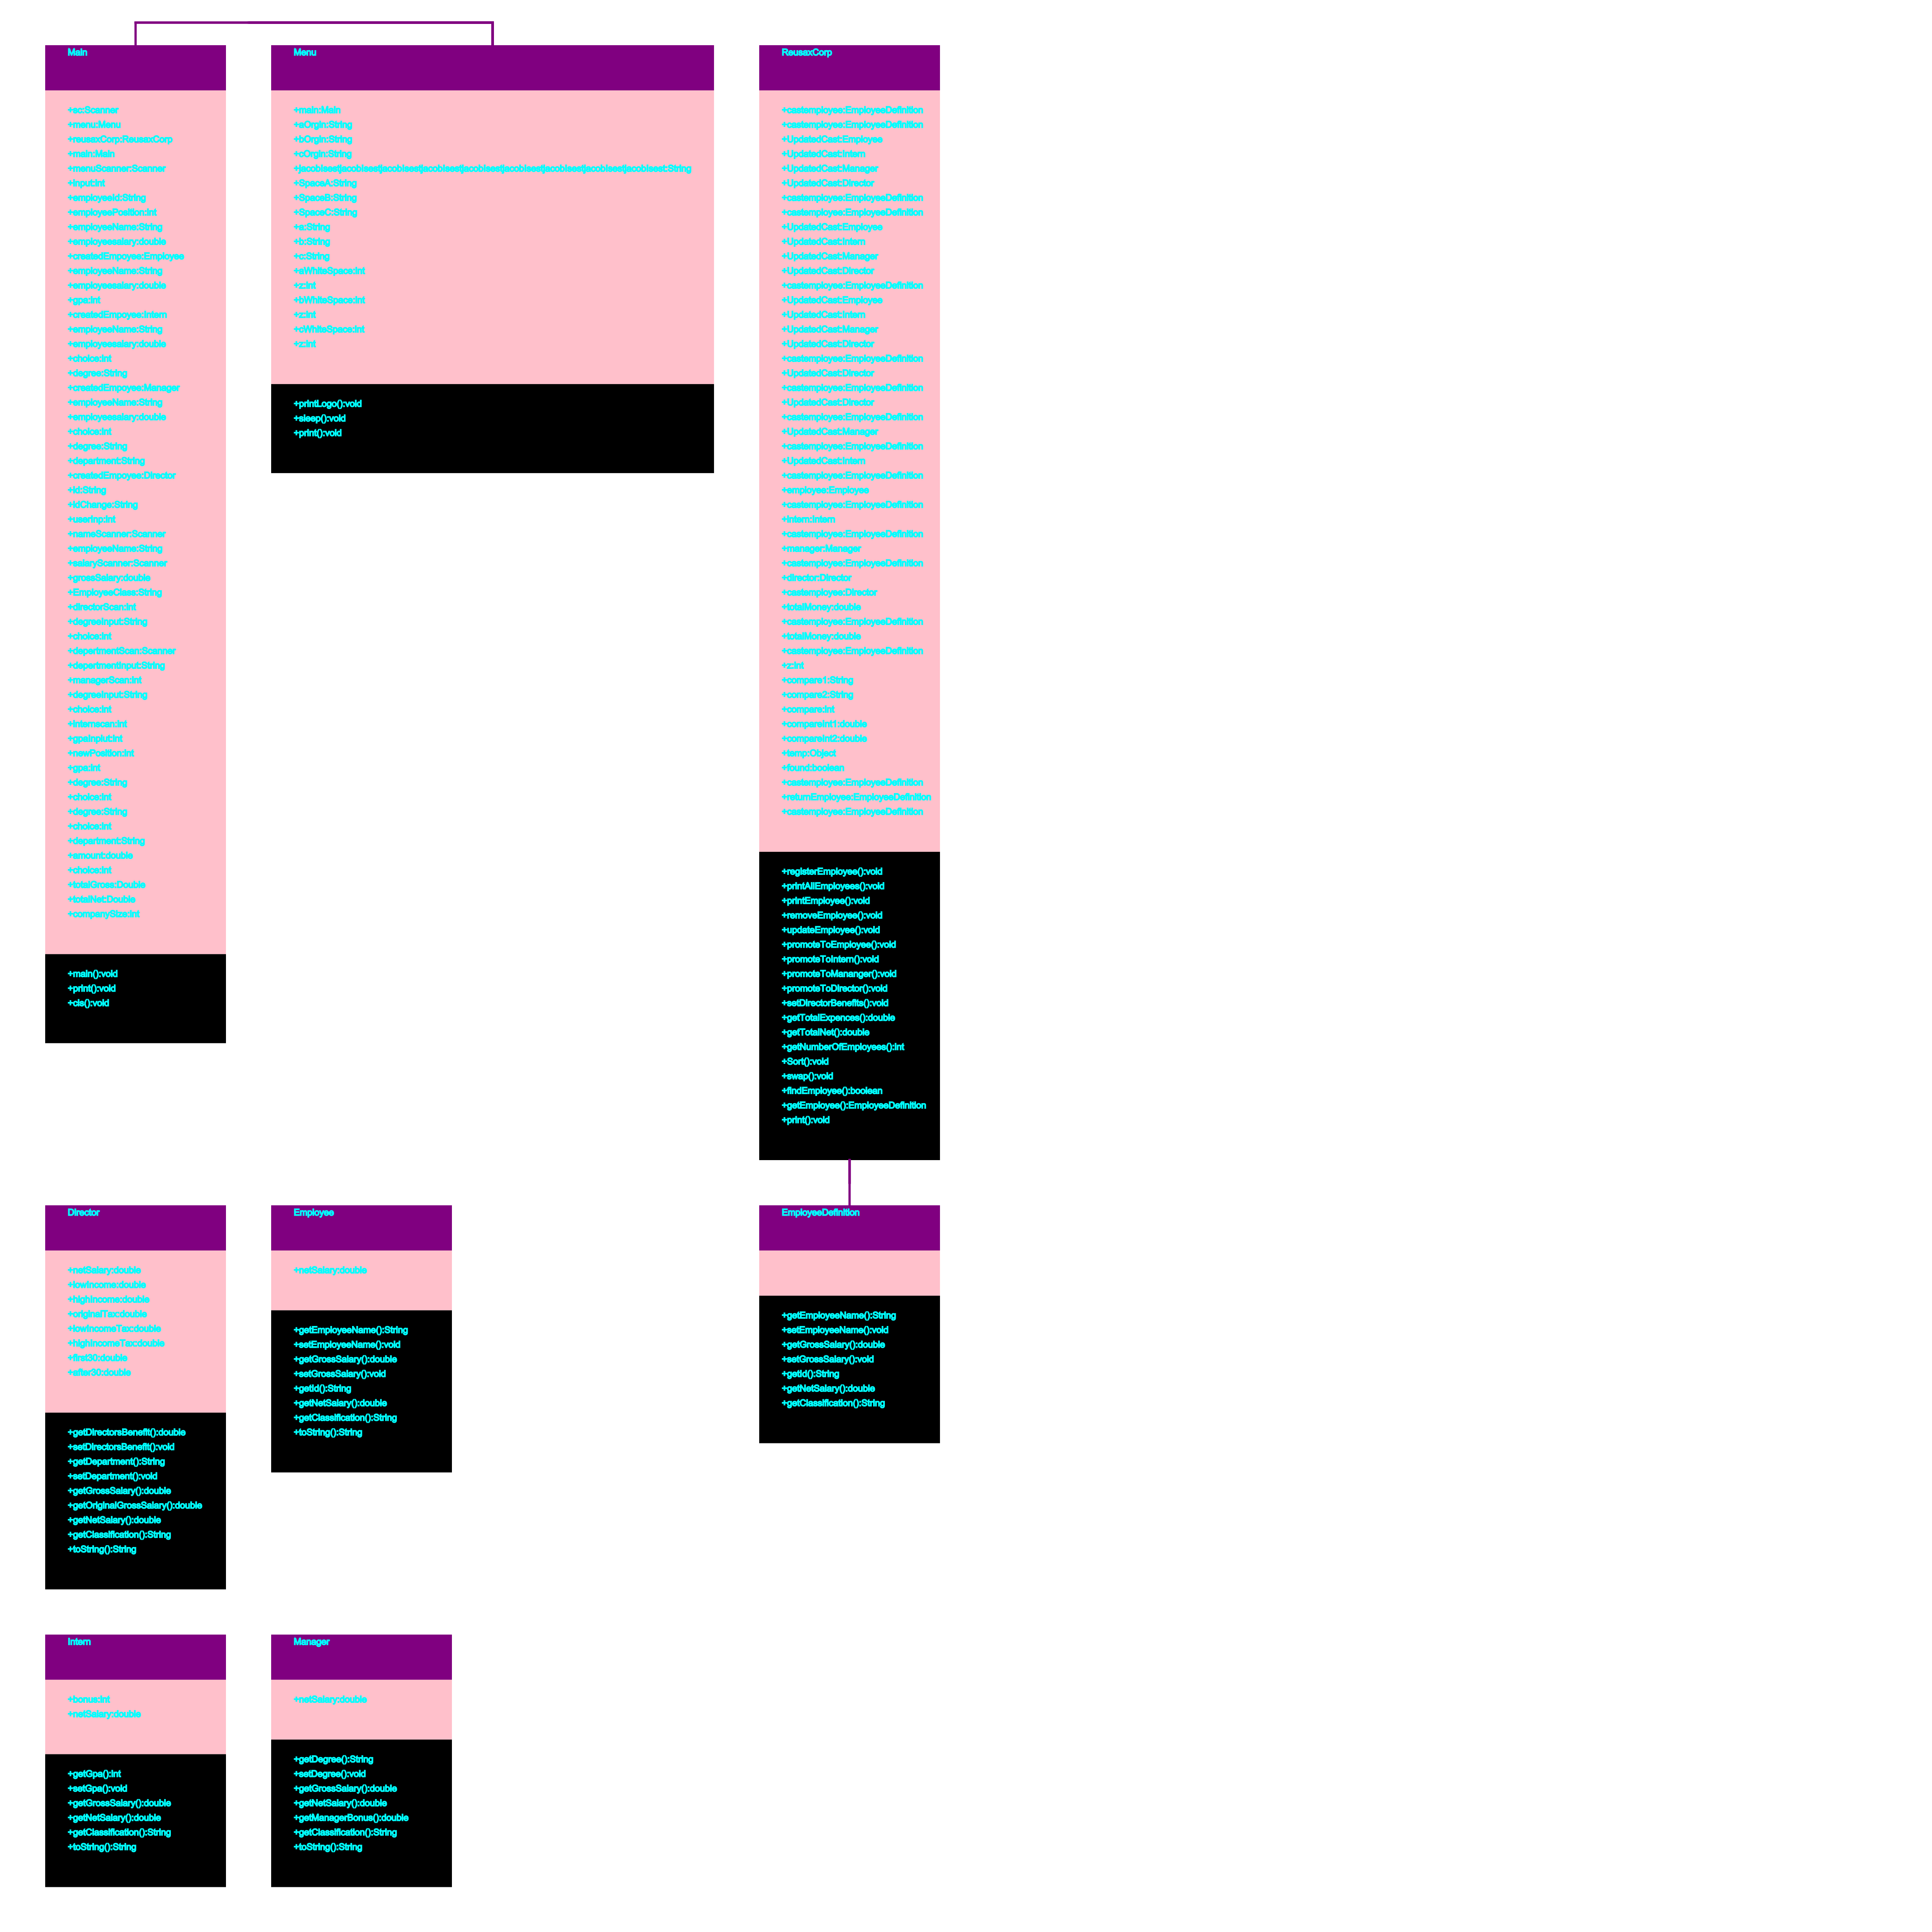 Main
+sc:Scanner
+menu:Menu
+reusaxCorp:ReusaxCorp
+main:Main
+menuScanner:Scanner
+input:int
+employeeId:String
+employeePosition:int
+employeeName:String
+employeesalary:double
+createdEmpoyee:Employee
+employeeName:String
+employeesalary:double
+gpa:int
+createdEmpoyee:Intern
+employeeName:String
+employeesalary:double
+choice:int
+degree:String
+createdEmpoyee:Manager
+employeeName:String
+employeesalary:double
+choice:int
+degree:String
+department:String
+createdEmpoyee:Director
+id:String
+idChange:String
+userInp:int
+nameScanner:Scanner
+employeeName:String
+salaryScanner:Scanner
+grossSalary:double
+EmployeeClass:String
+directorScan:int
+degreeInput:String
+choice:int
+departmentScan:Scanner
+departmentInput:String
+managerScan:int
+degreeInput:String
+choice:int
+internscan:int
+gpaInplut:int
+newPosition:int
+gpa:int
+degree:String
+choice:int
+degree:String
+choice:int
+department:String
+amount:double
+choice:int
+totalGross:Double
+totalNet:Double
+companySize:int
+main():void
+print():void
+cls():void
Menu
+main:Main
+aOrgin:String
+bOrgin:String
+cOrgin:String
+SpaceA:String
+SpaceB:String
+SpaceC:String
+a:String
+b:String
+c:String
+aWhiteSpace:int
+z:int
+bWhiteSpace:int
+z:int
+cWhiteSpace:int
+z:int
+printLogo():void
+sleep():void
+print():void
ReusaxCorp
+castemployee:EmployeeDefinition
+castemployee:EmployeeDefinition
+UpdatedCast:Employee
+UpdatedCast:Intern
+UpdatedCast:Manager
+UpdatedCast:Director
+castemployee:EmployeeDefinition
+castemployee:EmployeeDefinition
+UpdatedCast:Employee
+UpdatedCast:Intern
+UpdatedCast:Manager
+UpdatedCast:Director
+castemployee:EmployeeDefinition
+UpdatedCast:Employee
+UpdatedCast:Intern
+UpdatedCast:Manager
+UpdatedCast:Director
+castemployee:EmployeeDefinition
+UpdatedCast:Director
+castemployee:EmployeeDefinition
+UpdatedCast:Director
+castemployee:EmployeeDefinition
+UpdatedCast:Manager
+castemployee:EmployeeDefinition
+UpdatedCast:Intern
+castemployee:EmployeeDefinition
+employee:Employee
+castemployee:EmployeeDefinition
+intern:Intern
+castemployee:EmployeeDefinition
+manager:Manager
+castemployee:EmployeeDefinition
+director:Director
+castemployee:Director
+totalMoney:double
+castemployee:EmployeeDefinition
+totalMoney:double
+castemployee:EmployeeDefinition
+z:int
+compare1:String
+compare2:String
+compare:int
+compareInt1:double
+compareInt2:double
+temp:Object
+found:boolean
+castemployee:EmployeeDefinition
+returnEmployee:EmployeeDefinition
+castemployee:EmployeeDefinition
+registerEmployee():void
+printAllEmployees():void
+printEmployee():void
+removeEmployee():void
+updateEmployee():void
+promoteToEmployee():void
+promoteToIntern():void
+promoteToMananger():void
+promoteToDirector():void
+setDirectorBenefits():void
+getTotalExpences():double
+getTotalNet():double
+getNumberOfEmployees():int
+Sort():void
+swap():void
+findEmployee():boolean
+getEmployee():EmployeeDefinition
+print():void
Director
+netSalary:double
+lowIncome:double
+highIncome:double
+originalTax:double
+lowIncomeTax:double
+highIncomeTax:double
+first30:double
+after30:double
+getDirectorsBenefit():double
+setDirectorsBenefit():void
+getDepartment():String
+setDepartment():void
+getGrossSalary():double
+getOriginalGrossSalary():double
+getNetSalary():double
+getClassification():String
+toString():String
Employee
+netSalary:double
+getEmployeeName():String
+setEmployeeName():void
+getGrossSalary():double
+setGrossSalary():void
+getId():String
+getNetSalary():double
+getClassification():String
+toString():String
EmployeeDefinition
+getEmployeeName():String
+setEmployeeName():void
+getGrossSalary():double
+setGrossSalary():void
+getId():String
+getNetSalary():double
+getClassification():String
Intern
+bonus:int
+netSalary:double
+getGpa():int
+setGpa():void
+getGrossSalary():double
+getNetSalary():double
+getClassification():String
+toString():String
Manager
+netSalary:double
+getDegree():String
+setDegree():void
+getGrossSalary():double
+getNetSalary():double
+getManagerBonus():double
+getClassification():String
+toString():String